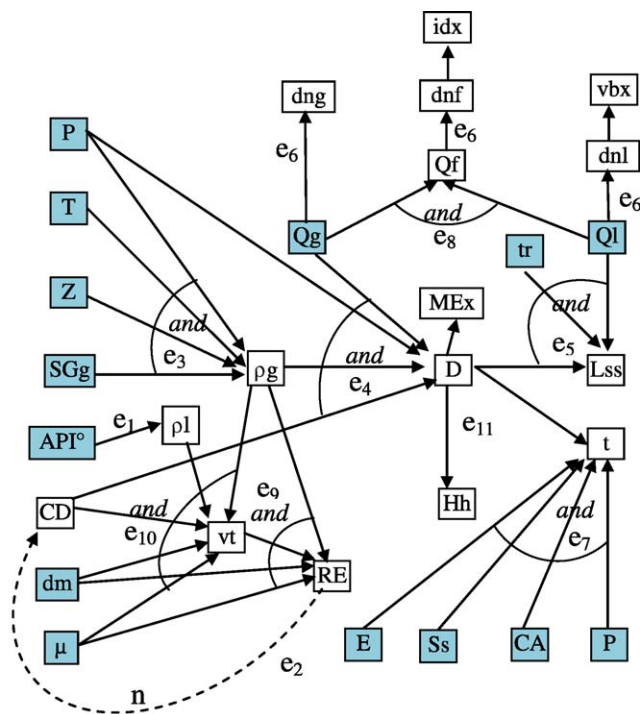 idx
dng
dnf
vbx
P
e6
e6
Qf
dnl
e6
T
Qg
and
e8
Ql
tr
Z
MEx
and
and
e3
and
e5
SGg
ρg
e4
D
Lss
API°
e1
ρl
e11
t
CD
and
e9
Hh
and
e10
vt
and
e7
dm
RE
μ
E
Ss
CA
P
e2
n